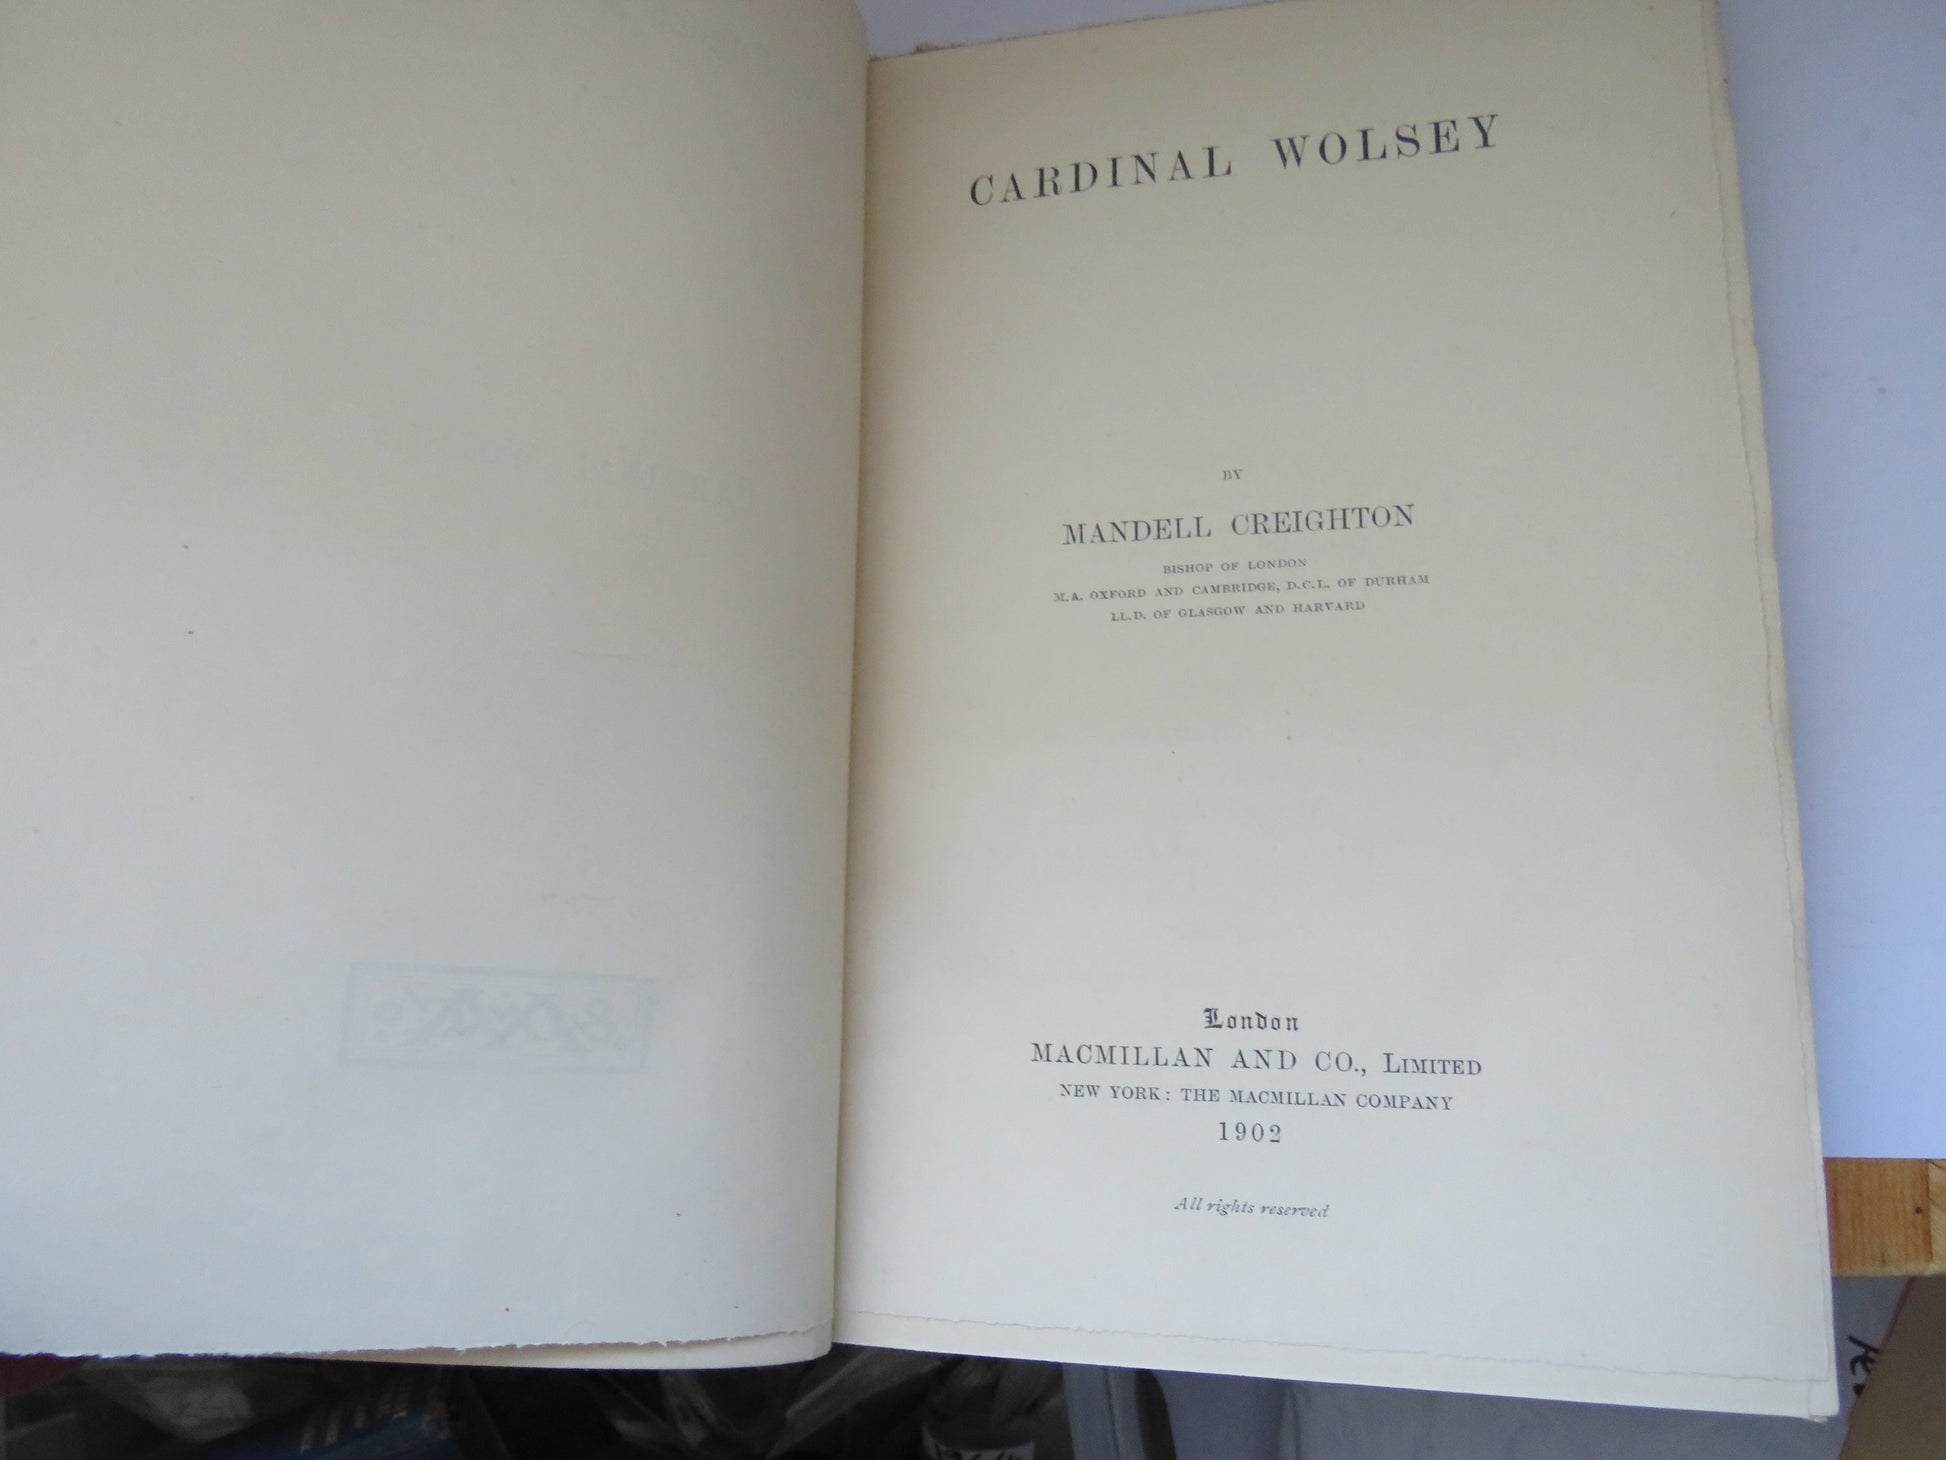 CARDINAL WOLSEY
BY
MANDELL CREIGHTON
BISHOP OF LONDON
M.A. OXFORD AND CAMBRIDGE, D.C.L. OF DURHAM
LL.D. OF GLASGOW AND HARVARD
London
MACMILLAN AND CO., LIMITED
NEW YORK: THE MACMILLAN COMPANY
1902
All rights reserved